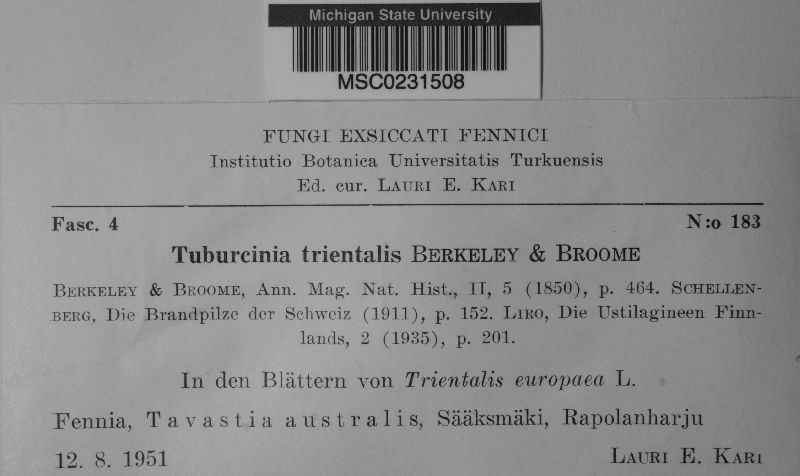 Michigan State University
MSC0231508
FUNGI EXSICCATI FENNICI
Institutio Botanica Universitatis Turkuensis
Ed. cur. LAURI E. KARI
Fasc. 4 N:o 183
Tuburcinia trientalis BERKELEY & BROOME
BERKELEY & BROOME, Ann. Mag. Nat. Hist., II, 5 (1850), p. 464. SCHELLEN-
BERG, Die Brandpilze der Schweiz (1911), p. 152. LIRO, Die Ustilagineen Finn-
lands, 2 (1935), p. 201.
In den Blättern von Trientalis europaea L.
Fennia, Tavastia australis, Sääksmäki, Rapolanharju
12. 8. 1951 LAURI E. KARI